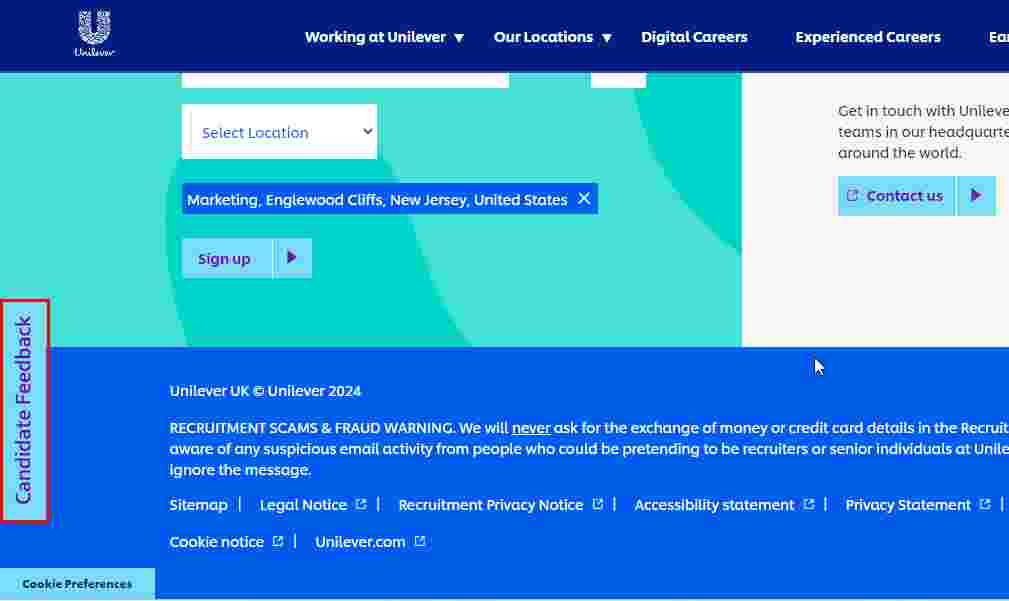 Unilever
Working at Unilever
Our Locations
Digital Careers
Experienced Careers
Select Location
Marketing, Englewood Cliffs, New Jersey, United States
Sign up
Get in touch with Unileve
teams in our headquarte
around the world.
Contact us
Candidate Feedback
Unilever UK © Unilever 2024
RECRUITMENT SCAMS & FRAUD WARNING. We will never ask for the exchange of money or credit card details in the Recruit
aware of any suspicious email activity from people who could be pretending to be recruiters or senior individuals at Unile
ignore the message.
Sitemap | Legal Notice | Recruitment Privacy Notice | Accessibility statement | Privacy Statement |
Cookie notice | Unilever.com
Cookie Preferences